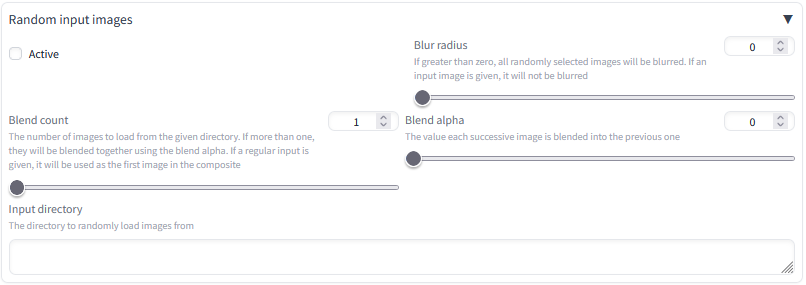 Random input images
Active
Blur radius
0
If greater than zero, all randomly selected images will be blurred. If an
input image is given, it will not be blurred
Blend count
1
The number of images to load from the given directory. If more than one,
they will be blended together using the blend alpha. If a regular input is
given, it will be used as the first image in the composite
Blend alpha
0
The value each successive image is blended into the previous one
Input directory
The directory to randomly load images from